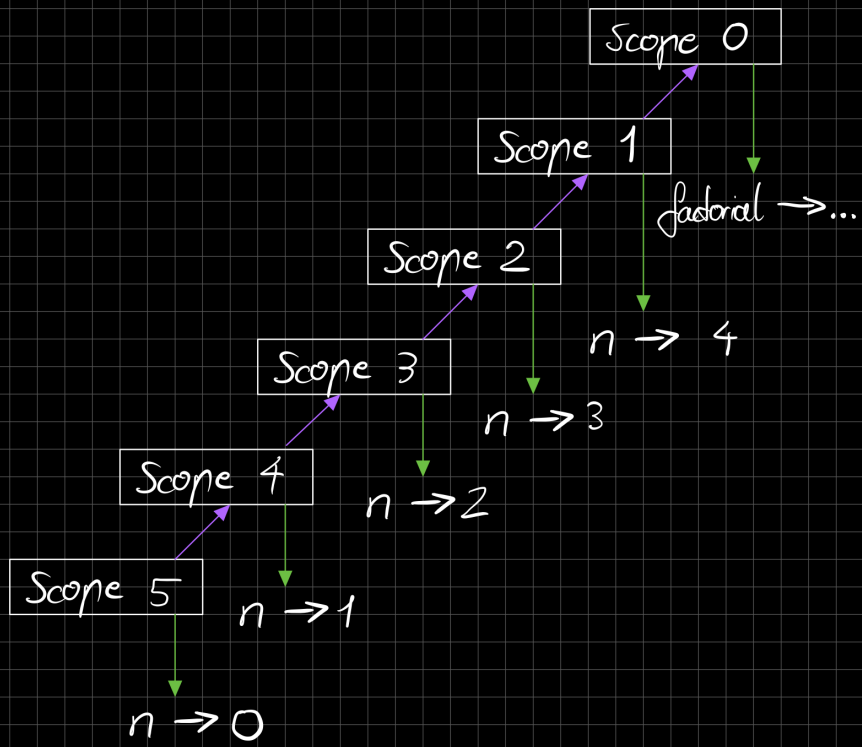 Scope 0
Scope 1
factorial →...
Scope 2
n → 4
Scope 3
n → 3
Scope 4
n → 2
Scope 5
n → 1
n → 0